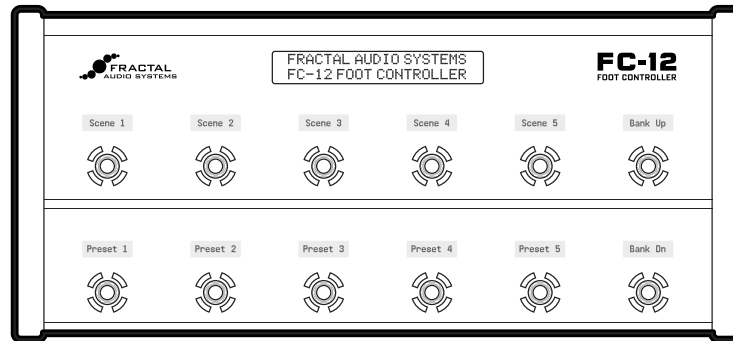 FRACTAL
AUDIO SYSTEMS
FRACTAL AUDIO SYSTEMS
FC-12 FOOT CONTROLLER
FC-12
FOOT CONTROLLER
Scene 1
Scene 2
Scene 3
Scene 4
Scene 5
Bank Up
Preset 1
Preset 2
Preset 3
Preset 4
Preset 5
Bank Dn